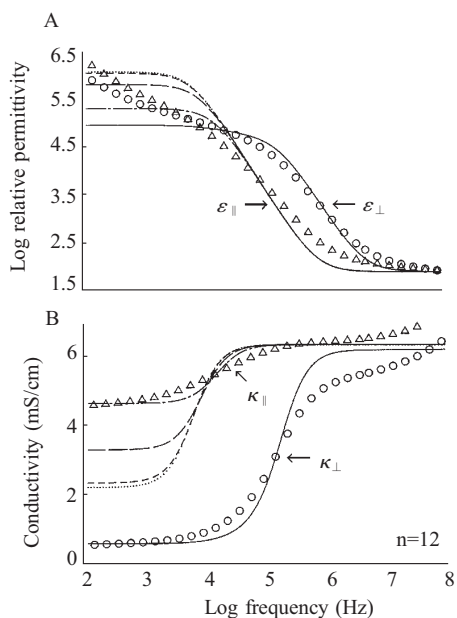 A
Log relative permittivity
6.5
5.5
4.5
3.5
2.5
1.5
ε∥
ε⊥
B
Conductivity (mS/cm)
6
4
2
0
κ∥
κ⊥
n=12
2 3 4 5 6 7 8
Log frequency (Hz)